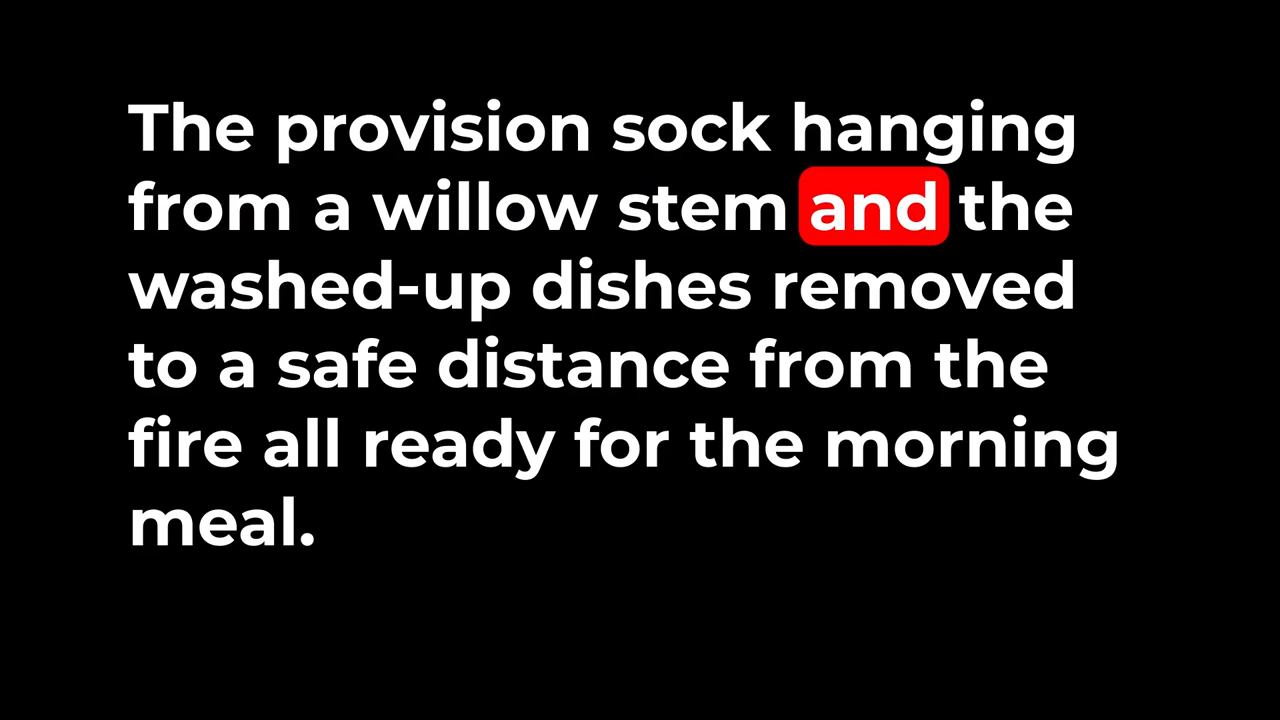 The provision sock hanging
from a willow stem and the
washed-up dishes removed
to a safe distance from the
fire all ready for the morning
meal.